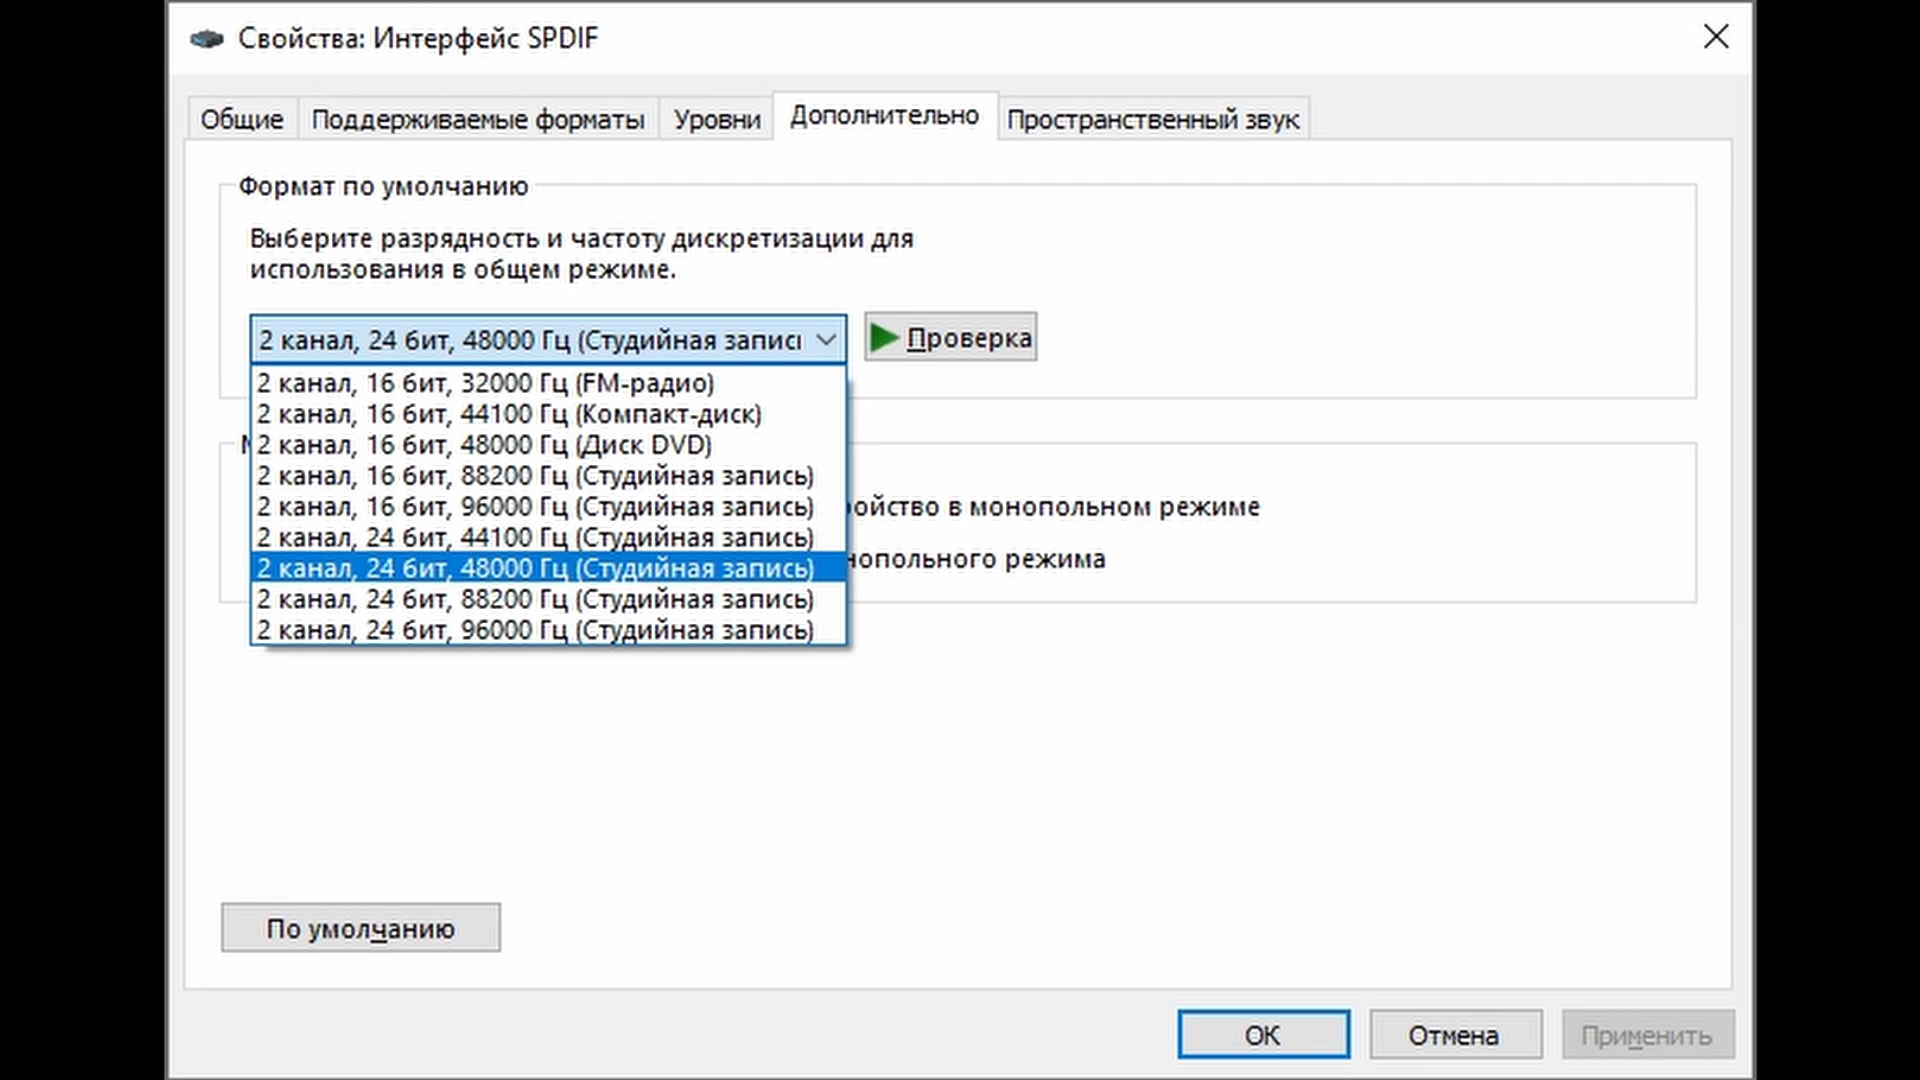 Свойства: Интерфейс SPDIF
Общие
Поддерживаемые форматы
Уровни
Дополнительно
Пространственный звук
Формат по умолчанию
Выберите разрядность и частоту дискретизации для
использования в общем режиме.
2 канал, 24 бит, 48000 Гц (Студийная запис
Проверка
2 канал, 16 бит, 32000 Гц (FM-радио)
2 канал, 16 бит, 44100 Гц (Компакт-диск)
2 канал, 16 бит, 48000 Гц (Диск DVD)
2 канал, 16 бит, 88200 Гц (Студийная запись)
2 канал, 16 бит, 96000 Гц (Студийная запись)
ройство в монопольном режиме
2 канал, 24 бит, 44100 Гц (Студийная запись)
2 канал, 24 бит, 48000 Гц (Студийная запись)
нопольного режима
2 канал, 24 бит, 88200 Гц (Студийная запись)
2 канал, 24 бит, 96000 Гц (Студийная запись)
По умолчанию
ОК
Отмена
Применить